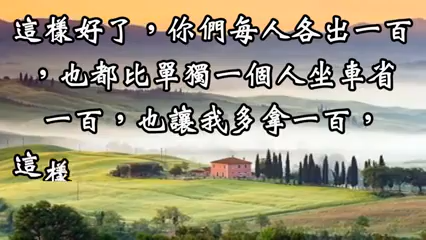 這樣好了，你們每人各出一百
，也都比單獨一個人坐車省
一百，也讓我多拿一百，
這樣